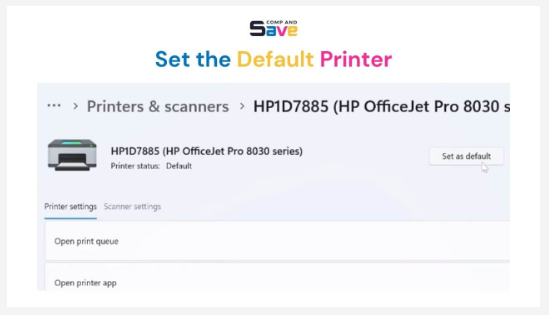 COMP AND
Save
Set the Default Printer
··· > Printers & scanners > HP1D7885 (HP OfficeJet Pro 8030 s
HP1D7885 (HP OfficeJet Pro 8030 series)
Printer status: Default
Set as default
Printer settings Scanner settings
Open print queue
Open printer app